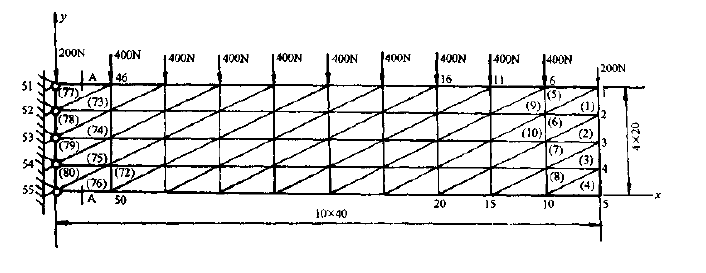 y
200N 400N 400N 400N 400N 400N 400N 400N 400N 400N 200N
51 A 46 16 11 6 1
(77) (5)
(73) (9) (1)
52 (78) (6) 2
(74) (10) (2)
53 (79) (7) 3
(75) (3)
54 (80) (72) (8) 4
(76) (4)
55 A 50 20 15 10 5 x
4×20
10×40